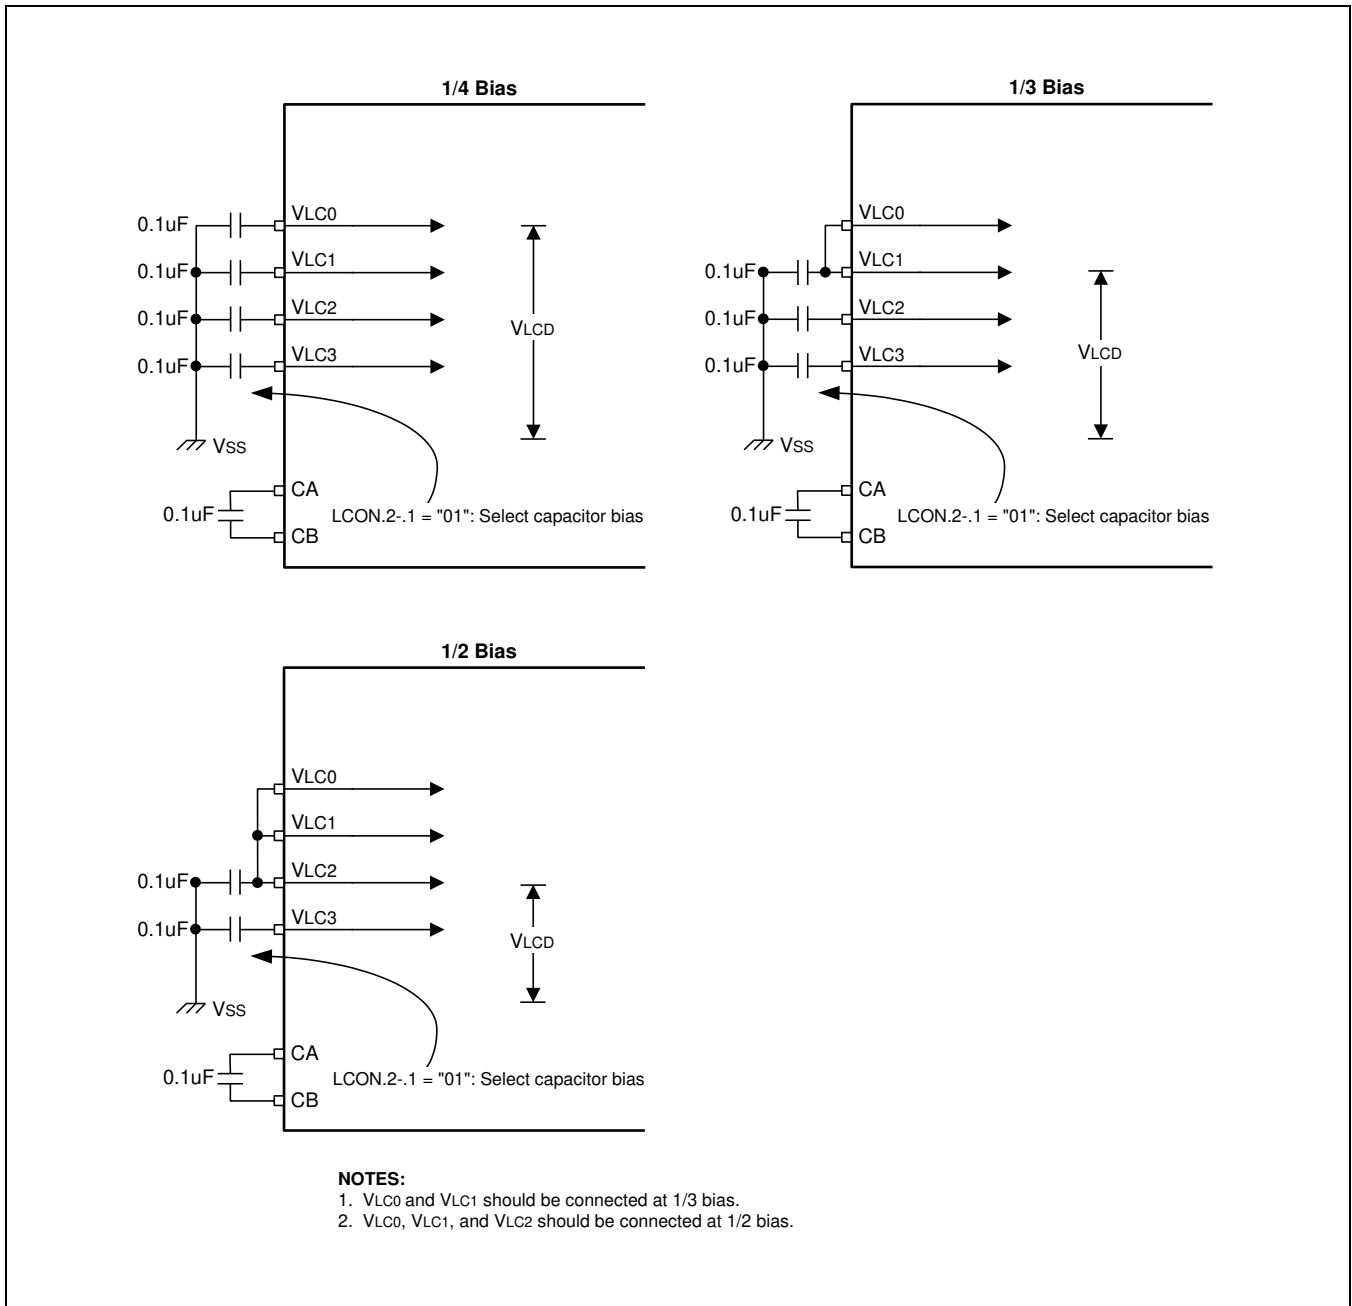 1/4 Bias
0.1uF
VLC0
0.1uF
VLC1
0.1uF
VLC2
0.1uF
VLC3
VLCD
VSS
CA
0.1uF
CB
LCON.2-.1 = "01": Select capacitor bias
1/3 Bias
VLC0
0.1uF
VLC1
0.1uF
VLC2
0.1uF
VLC3
VLCD
VSS
CA
0.1uF
CB
LCON.2-.1 = "01": Select capacitor bias
1/2 Bias
VLC0
VLC1
0.1uF
VLC2
0.1uF
VLC3
VLCD
VSS
CA
0.1uF
CB
LCON.2-.1 = "01": Select capacitor bias
NOTES:
1. VLC0 and VLC1 should be connected at 1/3 bias.
2. VLC0, VLC1, and VLC2 should be connected at 1/2 bias.